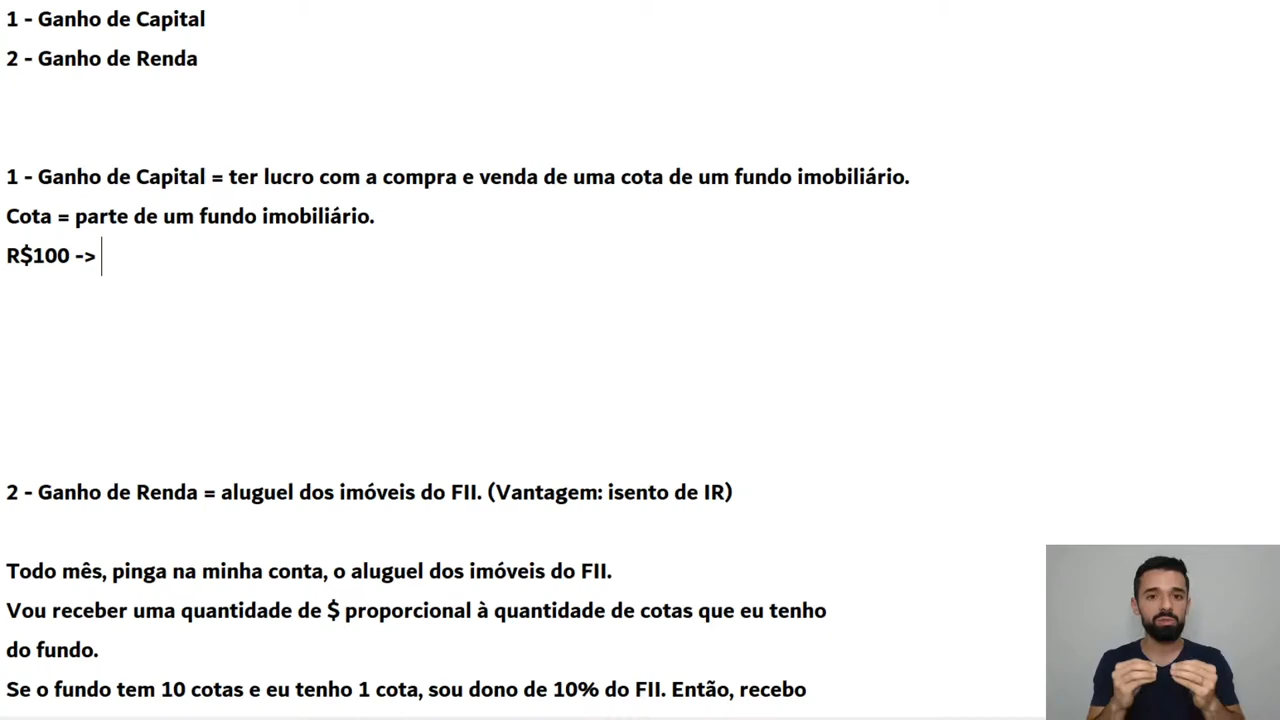 1 - Ganho de Capital
2 - Ganho de Renda
1 - Ganho de Capital = ter lucro com a compra e venda de uma cota de um fundo imobiliário.
Cota = parte de um fundo imobiliário.
R$100 ->
2 - Ganho de Renda = aluguel dos imóveis do FII. (Vantagem: isento de IR)
Todo mês, pinga na minha conta, o aluguel dos imóveis do FII.
Vou receber uma quantidade de $ proporcional à quantidade de cotas que eu tenho
do fundo.
Se o fundo tem 10 cotas e eu tenho 1 cota, sou dono de 10% do FII. Então, recebo